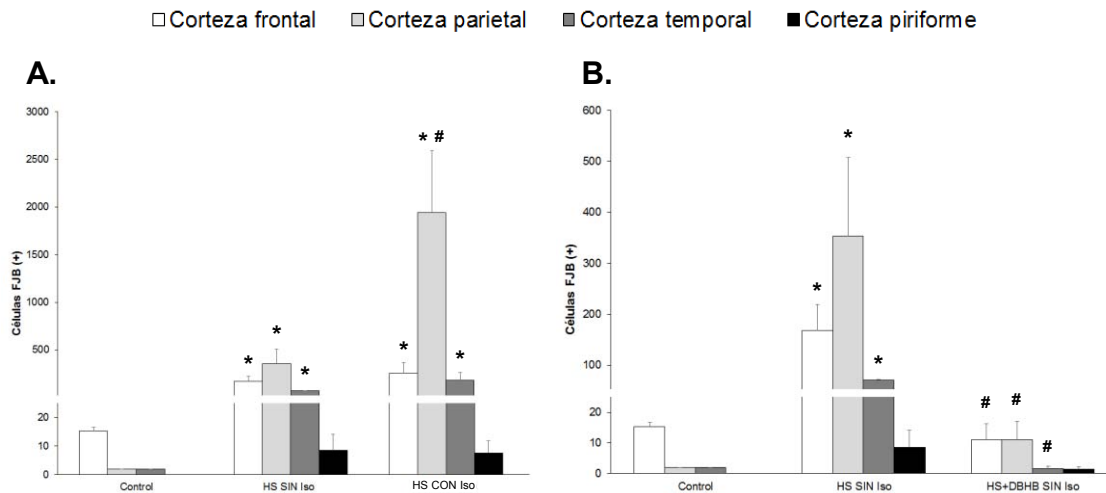 Corteza frontal Corteza parietal Corteza temporal Corteza piriforme
A.
B.
Células FJB (+)
3000
2500
2000
1500
1000
500
20
10
0
* * * * * # *
Control HS SIN Iso HS CON Iso
Células FJB (+)
600
500
400
300
200
100
20
10
0
* * * # # #
Control HS SIN Iso HS+DBHB SIN Iso